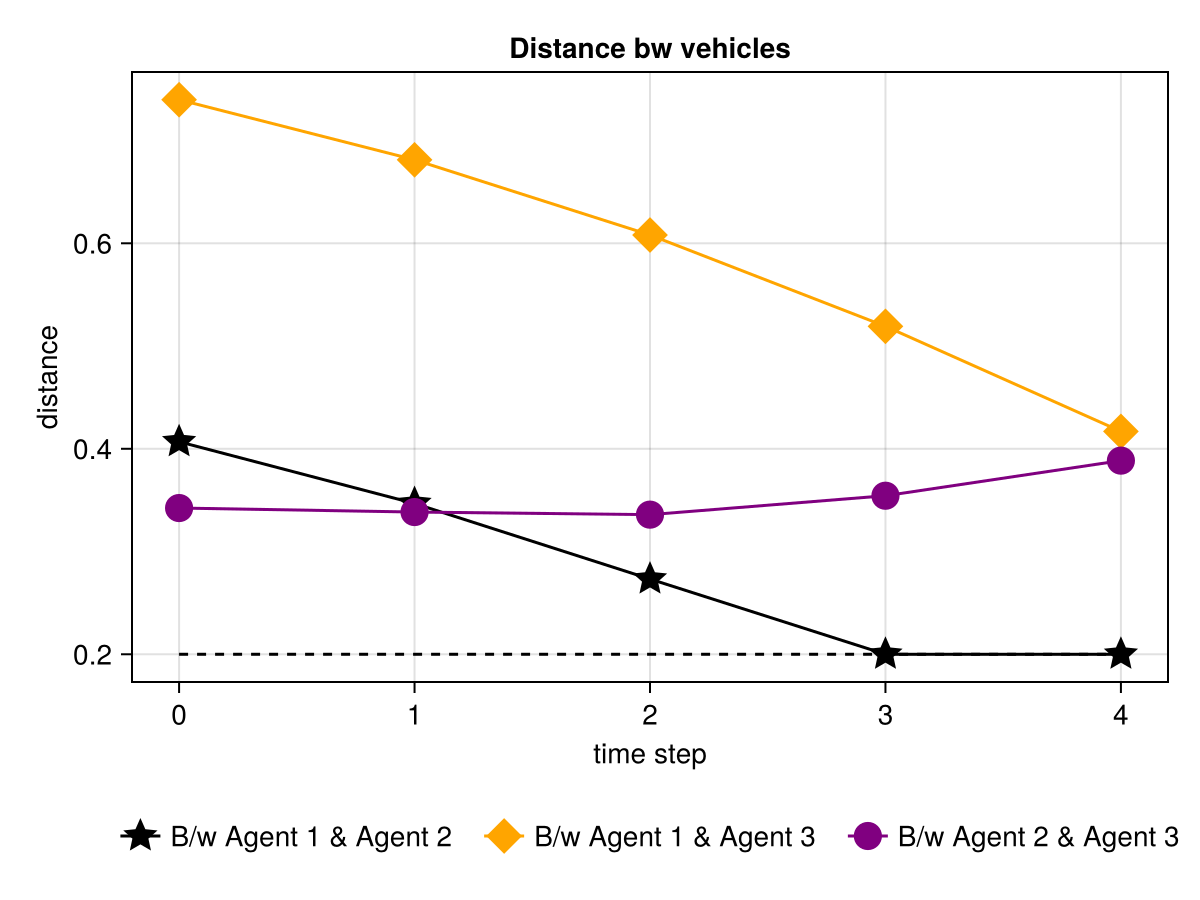 Distance bw vehicles
distance
0.6
0.4
0.2
0 1 2 3 4
time step
B/w Agent 1 & Agent 2 B/w Agent 1 & Agent 3 B/w Agent 2 & Agent 3